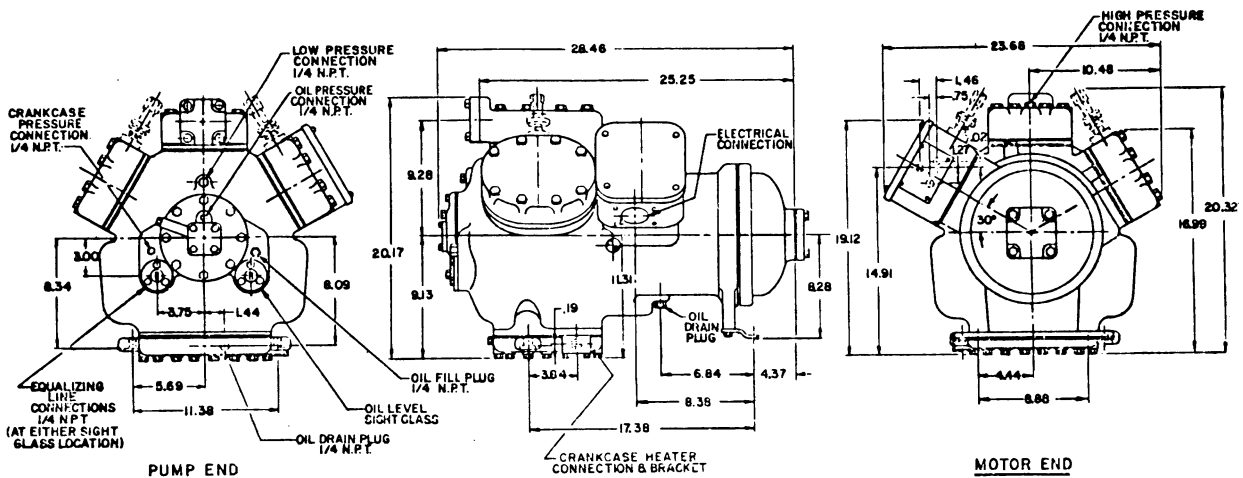 LOW PRESSURE
CONNECTION
1/4 N.P.T.
OIL PRESSURE
CONNECTION
1/4 N.P.T.
CRANKCASE
PRESSURE
CONNECTION
1/4 N.P.T.
3.00
8.34
8.09
3.75
1.44
5.69
11.38
EQUALIZING
LINE
CONNECTIONS
1/4 N.P.T
(AT EITHER SIGHT
GLASS LOCATION)
OIL FILL PLUG
1/4 N.P.T.
OIL LEVEL
SIGHT GLASS
OIL DRAIN PLUG
1/4 N.P.T.
PUMP END
28.46
25.25
ELECTRICAL
CONNECTION
9.28
20.17
9.13
11.31
.19
8.28
OIL
DRAIN
PLUG
3.04
6.84
4.37
8.38
17.38
CRANKCASE HEATER
CONNECTION & BRACKET
HIGH PRESSURE
CONNECTION
1/4 N.P.T.
23.68
10.48
1.46
.75
30°
19.12
14.91
16.98
20.32
4.44
8.88
MOTOR END